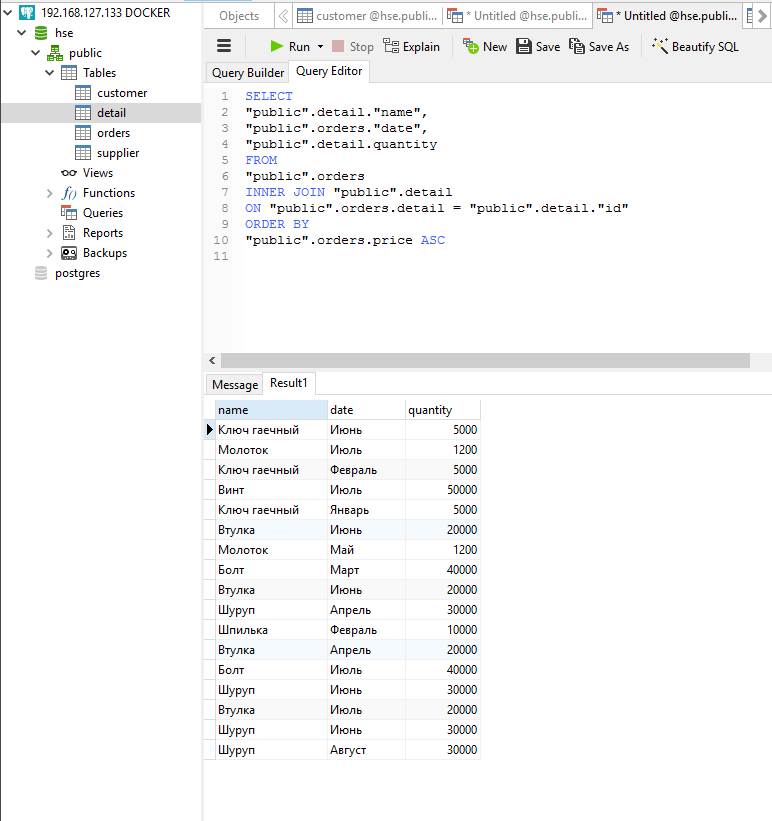 192.168.127.133 DOCKER
hse
public
Tables
customer
detail
orders
supplier
Views
Functions
Queries
Reports
Backups
postgres
Objects
customer @hse.public...
* Untitled @hse.publi...
* Untitled @hse.publi...
Run
Stop
Explain
New
Save
Save As
Beautify SQL
Query Builder
Query Editor
1 SELECT
2 "public".detail."name",
3 "public".orders."date",
4 "public".detail.quantity
5 FROM
6 "public".orders
7 INNER JOIN "public".detail
8 ON "public".orders.detail = "public".detail."id"
9 ORDER BY
10 "public".orders.price ASC
11
Message
Result1
name date quantity
Ключ гаечный Июнь 5000
Молоток Июль 1200
Ключ гаечный Февраль 5000
Винт Июль 50000
Ключ гаечный Январь 5000
Втулка Июнь 20000
Молоток Май 1200
Болт Март 40000
Втулка Июнь 20000
Шуруп Апрель 30000
Шпилька Февраль 10000
Втулка Апрель 20000
Болт Июль 40000
Шуруп Июнь 30000
Втулка Июль 20000
Шуруп Июнь 30000
Шуруп Август 30000